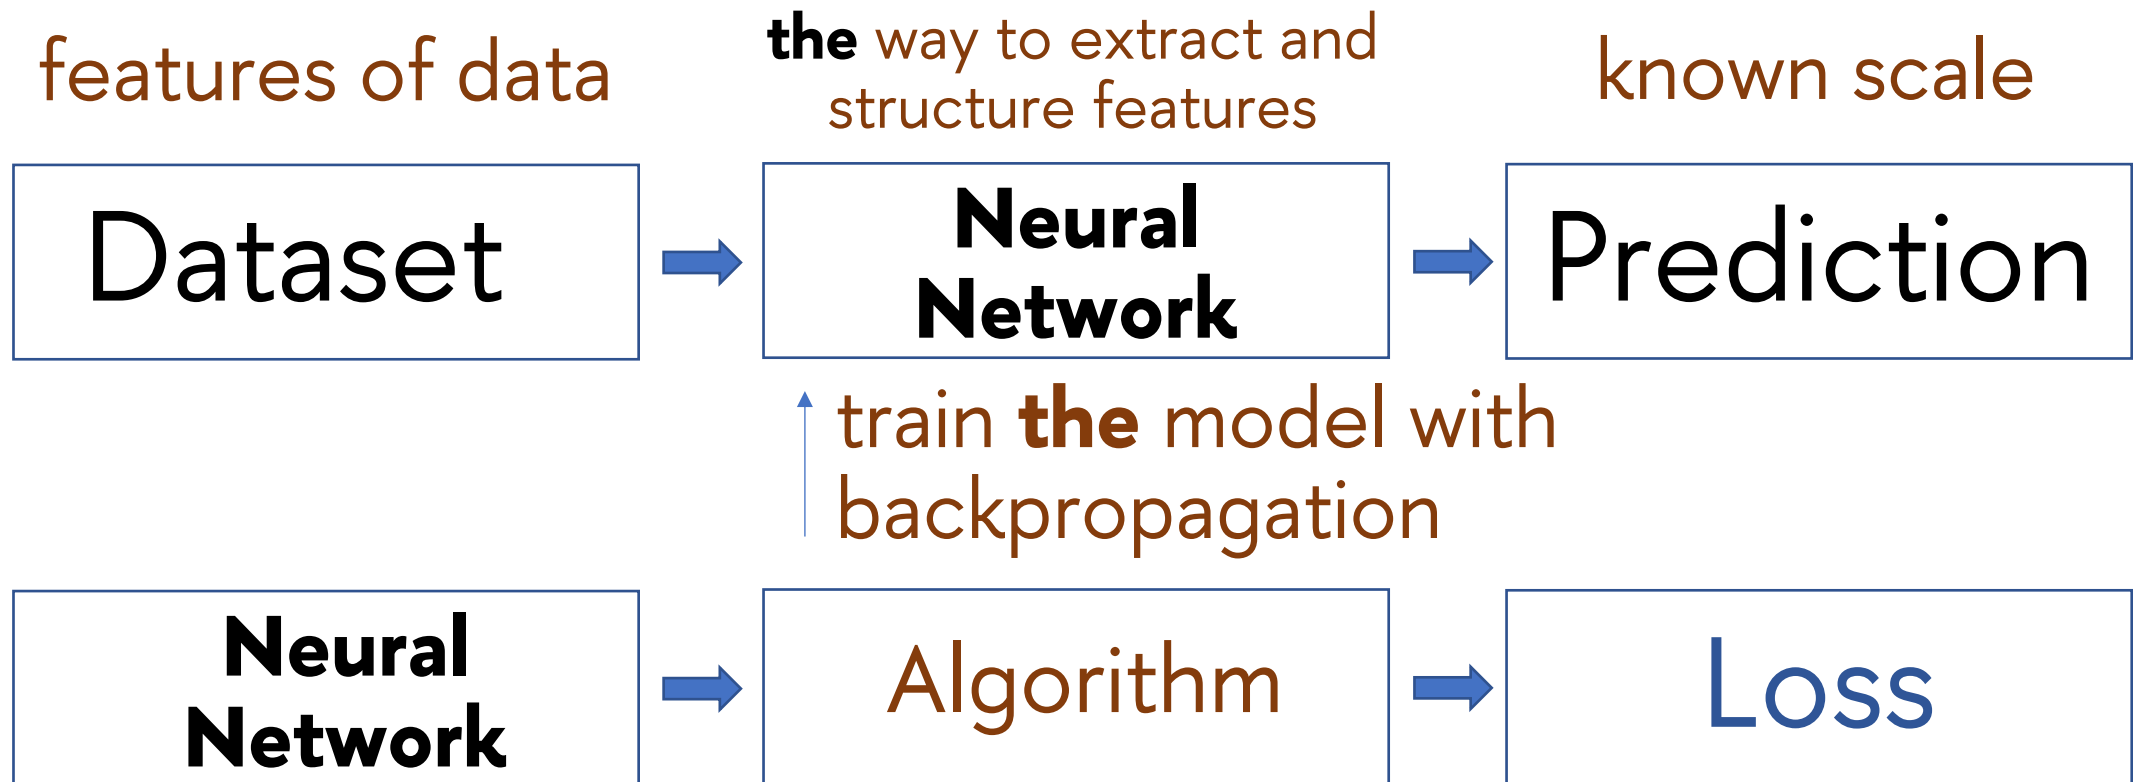 features of data
the way to extract and
structure features
known scale
Dataset
Neural
Network
Prediction
train the model with
backpropagation
Neural
Network
Algorithm
Loss